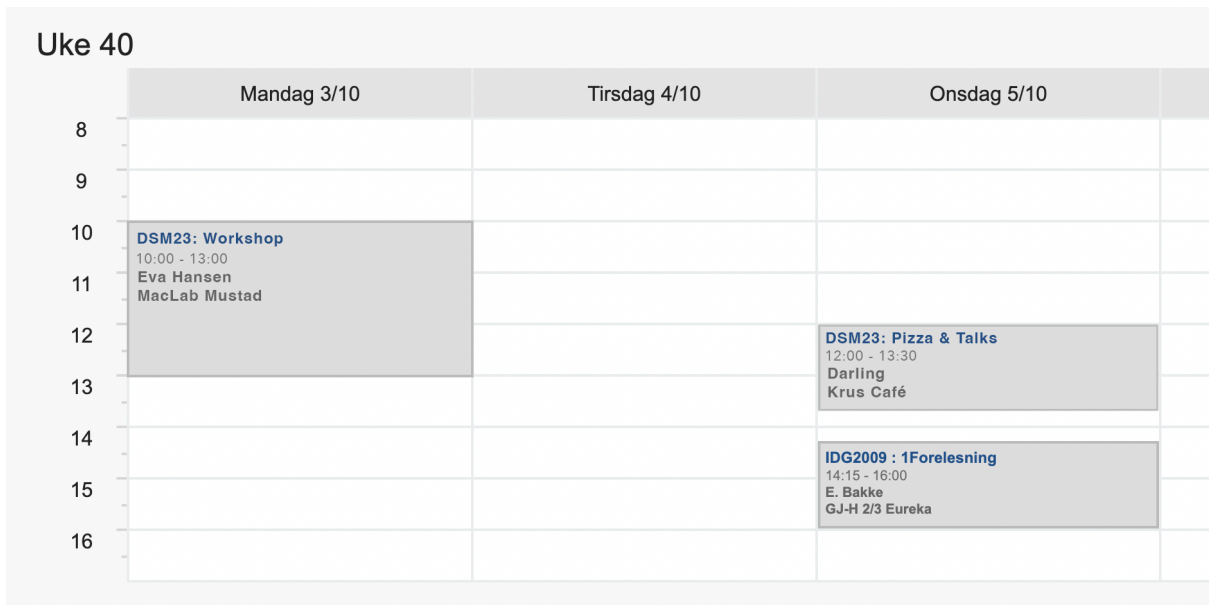 Uke 40
Mandag 3/10
Tirsdag 4/10
Onsdag 5/10
8
9
10
11
12
13
14
15
16
DSM23: Workshop
10:00 - 13:00
Eva Hansen
MacLab Mustad
DSM23: Pizza & Talks
12:00 - 13:30
Darling
Krus Café
IDG2009 : 1Forelesning
14:15 - 16:00
E. Bakke
GJ-H 2/3 Eureka